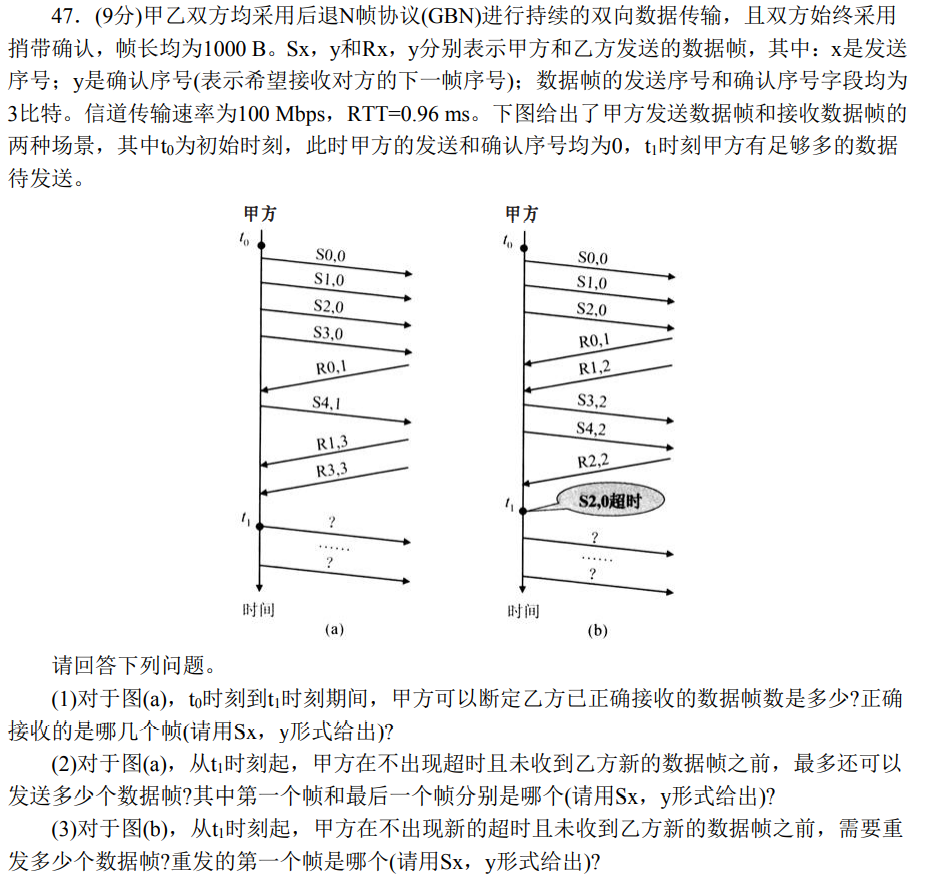 47．(9分)甲乙双方均采用后退N帧协议(GBN)进行持续的双向数据传输，且双方始终采用
捎带确认，帧长均为1000 B。Sx，y和Rx，y分别表示甲方和乙方发送的数据帧，其中：x是发送
序号；y是确认序号(表示希望接收对方的下一帧序号)；数据帧的发送序号和确认序号字段均为
3比特。信道传输速率为100 Mbps，RTT=0.96 ms。下图给出了甲方发送数据帧和接收数据帧的
两种场景，其中t₀为初始时刻，此时甲方的发送和确认序号均为0，t₁时刻甲方有足够多的数据
待发送。
甲方
t₀
S0,0
S1,0
S2,0
S3,0
R0,1
S4,1
R1,3
R3,3
t₁
?
……
?
时间
(a)
甲方
t₀
S0,0
S1,0
S2,0
R0,1
R1,2
S3,2
S4,2
R2,2
t₁
S2,0超时
?
……
?
时间
(b)
请回答下列问题。
(1)对于图(a)，t₀时刻到t₁时刻期间，甲方可以断定乙方已正确接收的数据帧数是多少?正确
接收的是哪几个帧(请用Sx，y形式给出)?
(2)对于图(a)，从t₁时刻起，甲方在不出现超时且未收到乙方新的数据帧之前，最多还可以
发送多少个数据帧?其中第一个帧和最后一个帧分别是哪个(请用Sx，y形式给出)?
(3)对于图(b)，从t₁时刻起，甲方在不出现新的超时且未收到乙方新的数据帧之前，需要重
发多少个数据帧?重发的第一个帧是哪个(请用Sx，y形式给出)?